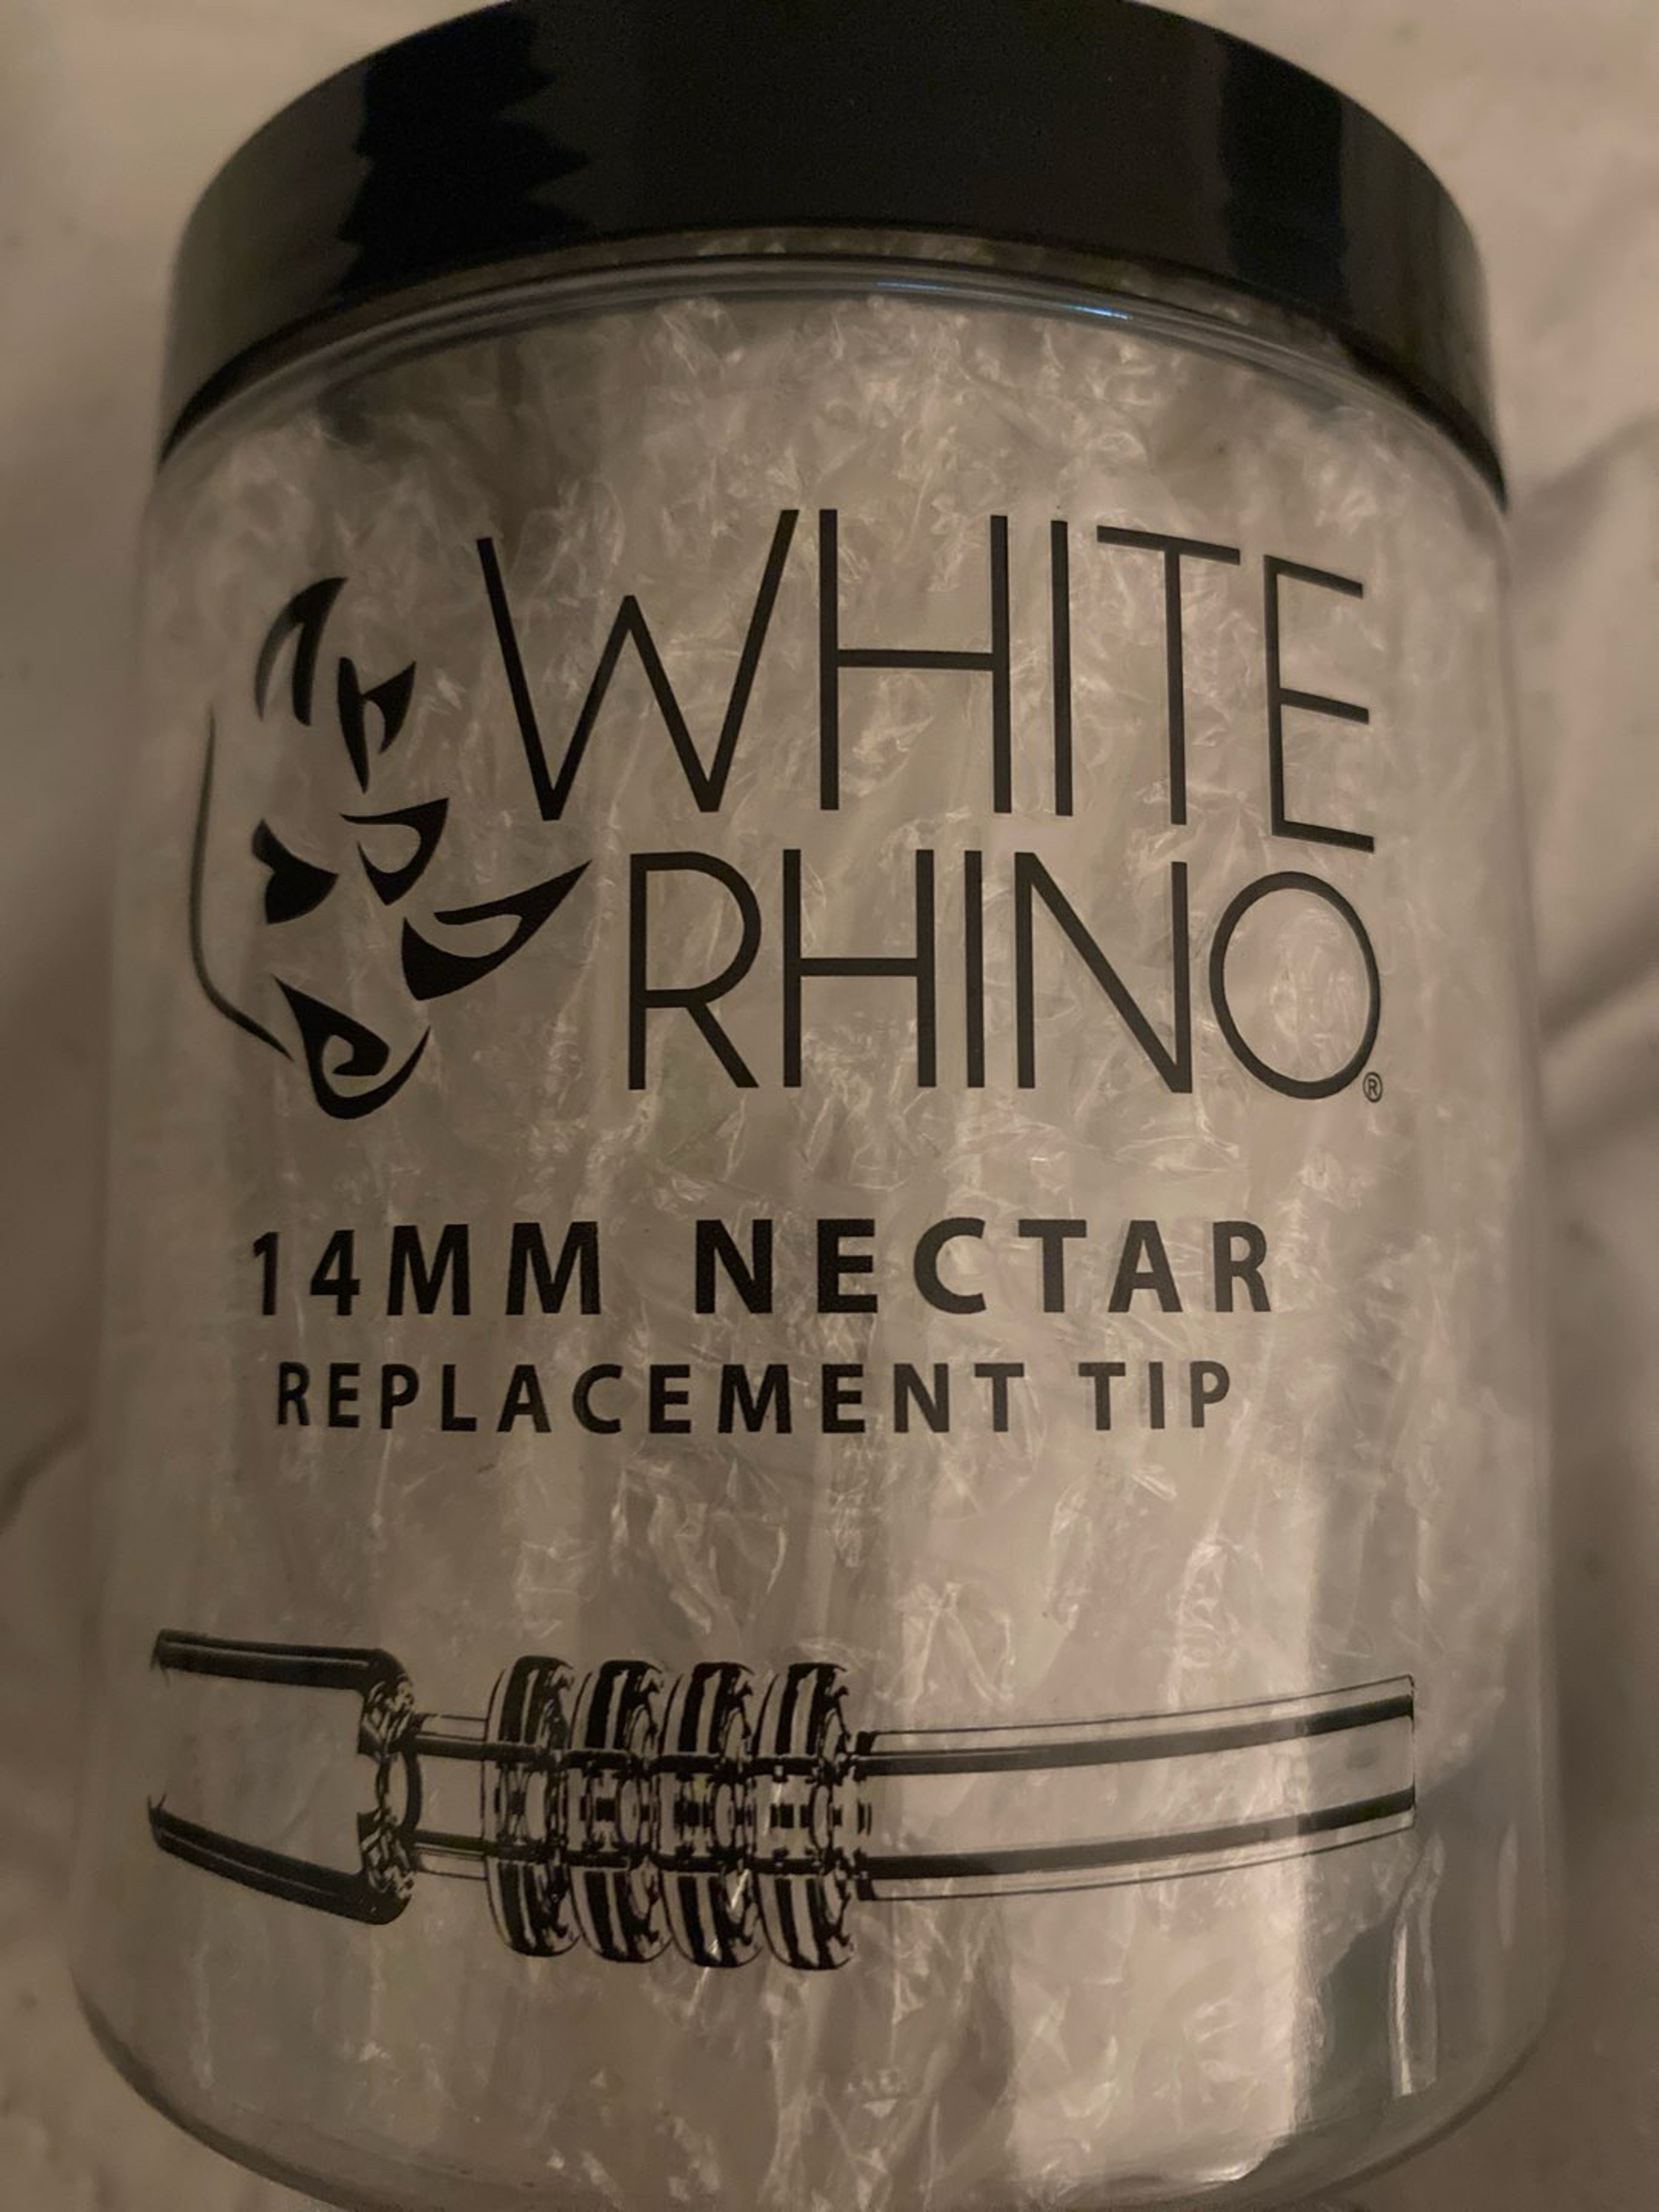 WHITE
RHINO®
14MM NECTAR
REPLACEMENT TIP